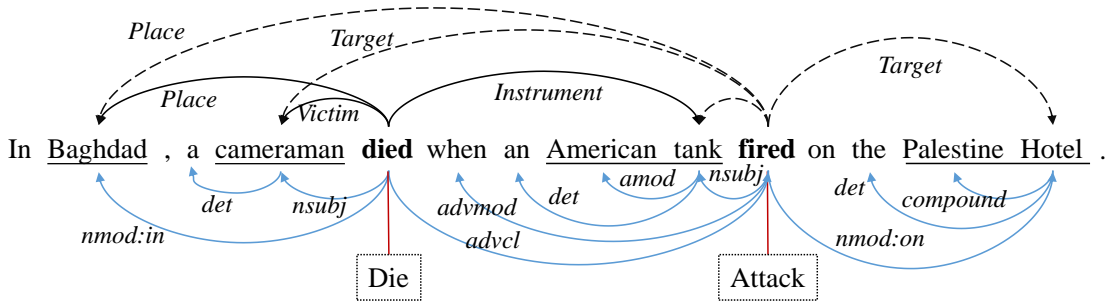 Place
Target
Target
Place
Victim
Instrument
In Baghdad , a cameraman died when an American tank fired on the Palestine Hotel .
det
nsubj
advmod
det
amod
nsubj
det
compound
nmod:in
advcl
nmod:on
Die
Attack